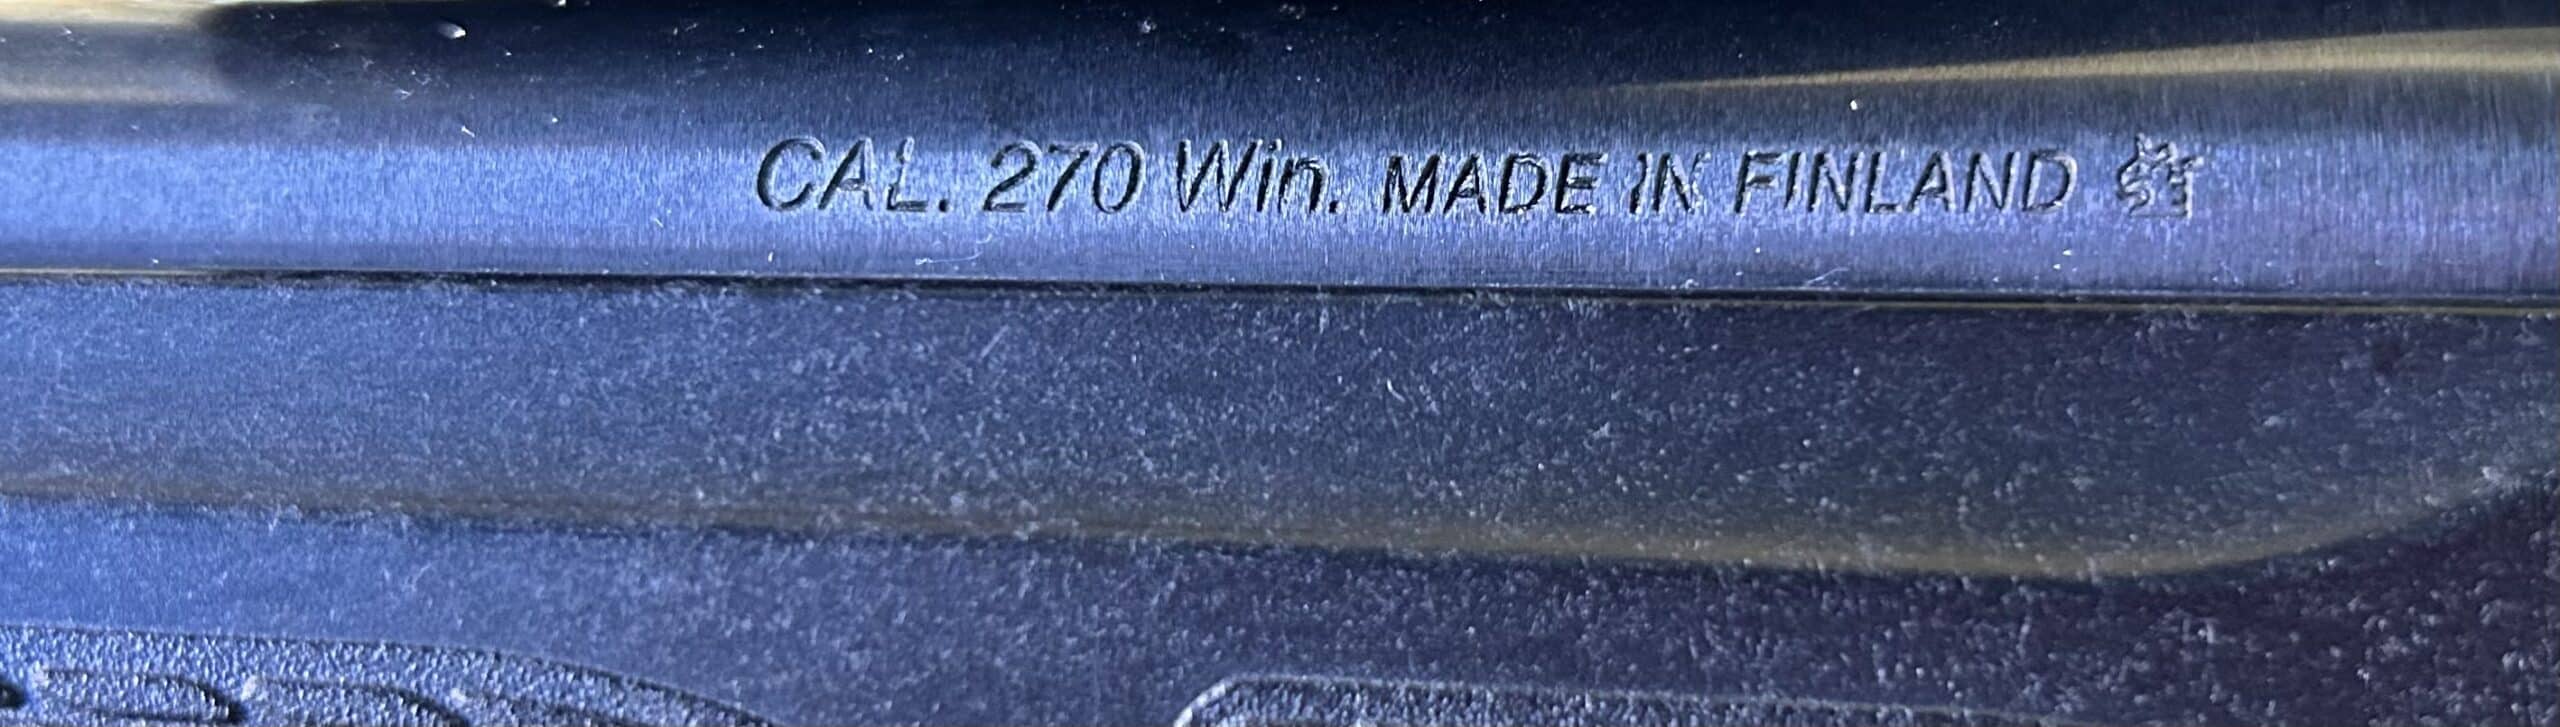 CAL. 270 Win. MADE IN FINLAND